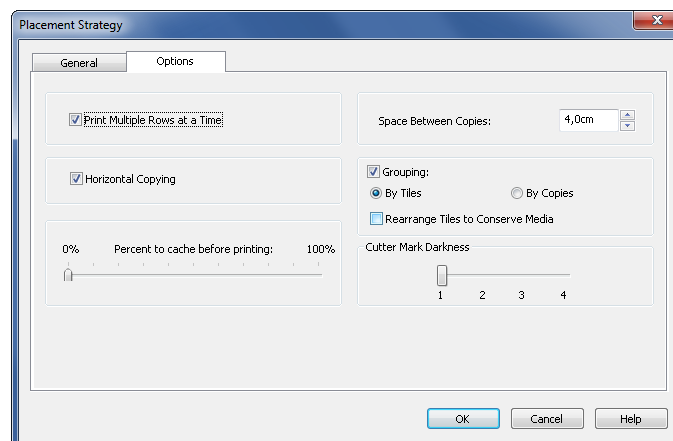 Placement Strategy
General
Options
Print Multiple Rows at a Time
Space Between Copies:
4,0cm
Horizontal Copying
Grouping:
By Tiles
By Copies
Rearrange Tiles to Conserve Media
0%
Percent to cache before printing:
100%
Cutter Mark Darkness
1
2
3
4
OK
Cancel
Help